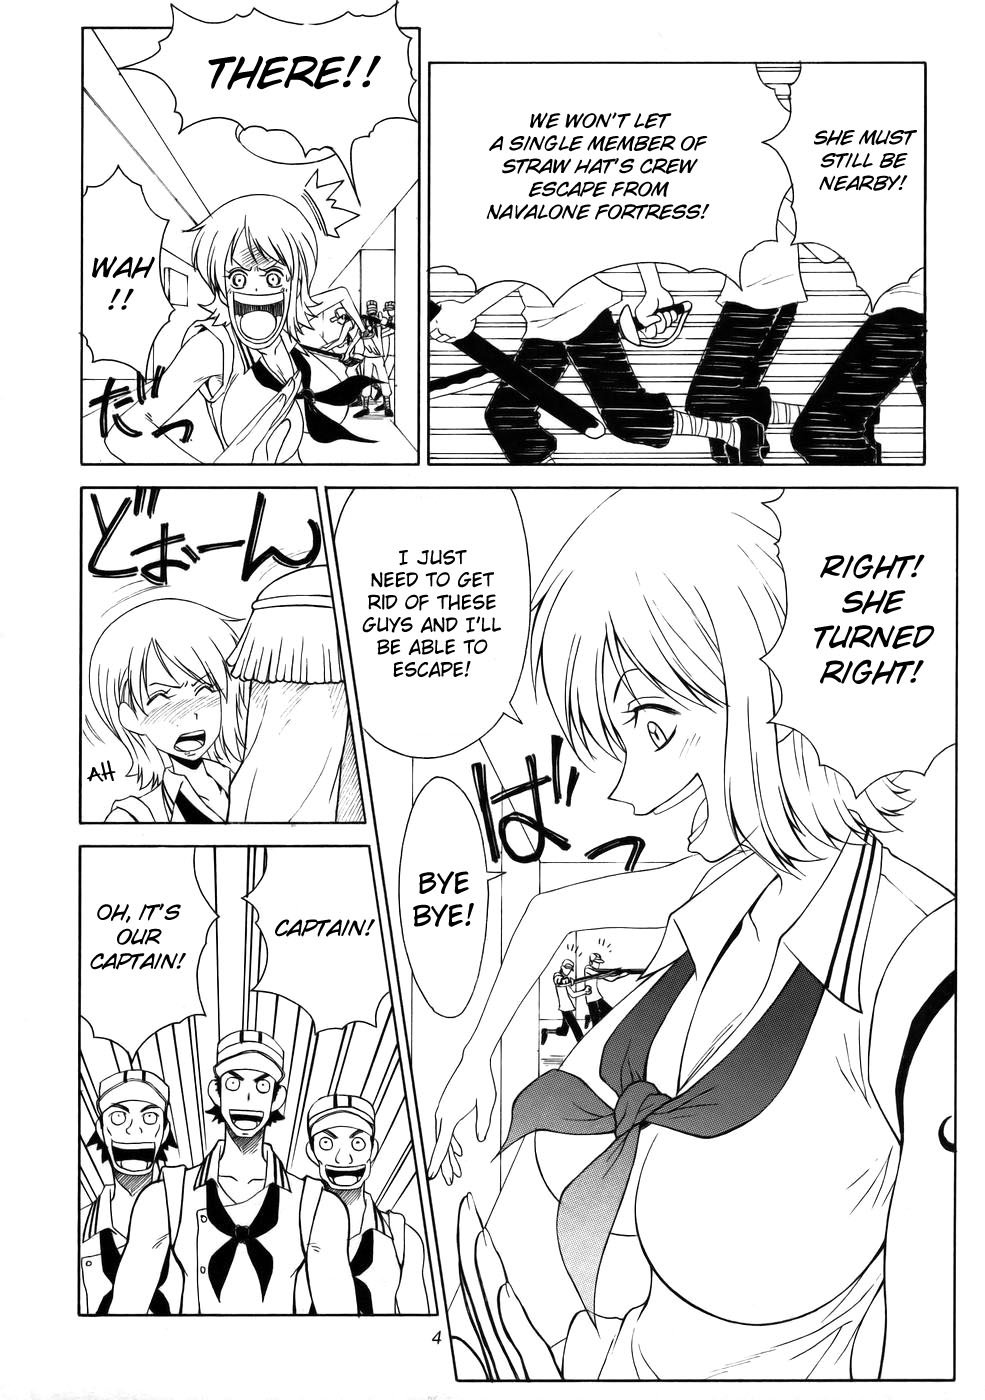 SHE MUST
STILL BE
NEARBY!
WE WON'T LET
A SINGLE MEMBER OF
STRAW HAT'S CREW
ESCAPE FROM
NAVALONE FORTRESS!
THERE!!
WAH
!!
だっ
RIGHT!
SHE
TURNED
RIGHT!
I JUST
NEED TO GET
RID OF THESE
GUYS AND I'LL
BE ABLE TO
ESCAPE!
ばっ
BYE
BYE!
どおーん
AH
CAPTAIN!
OH, IT'S
OUR
CAPTAIN!
4